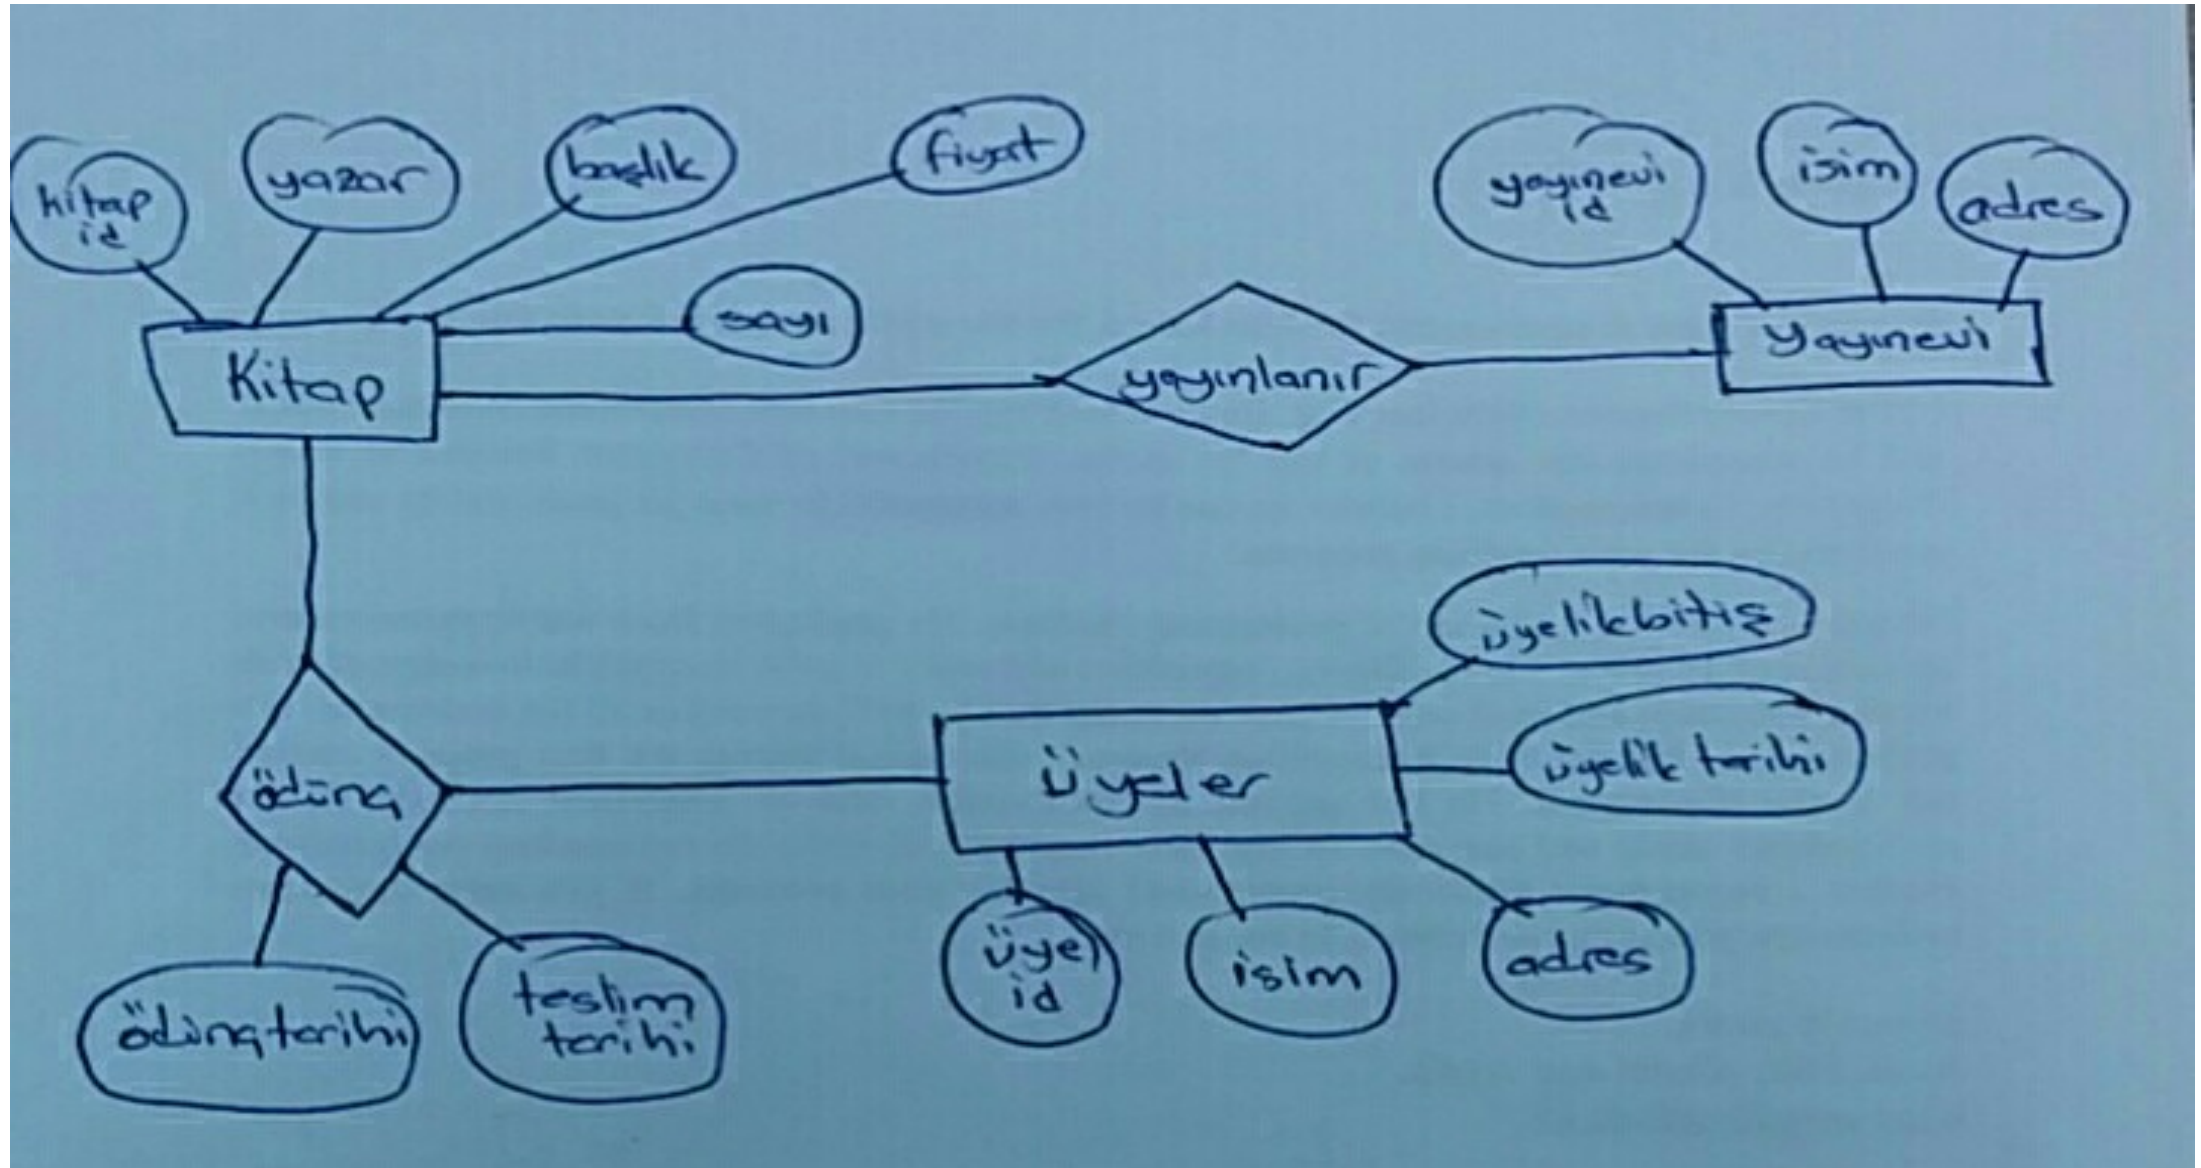 kitap
id
yazar
başlık
fiyat
sayı
Kitap
yayınlanır
yayınevi
id
isim
adres
Yayınevi
ödünç
ödünçtarihi
teslim
tarihi
Üyeler
üyelikbitiş
üyelik tarihi
üye
id
isim
adres